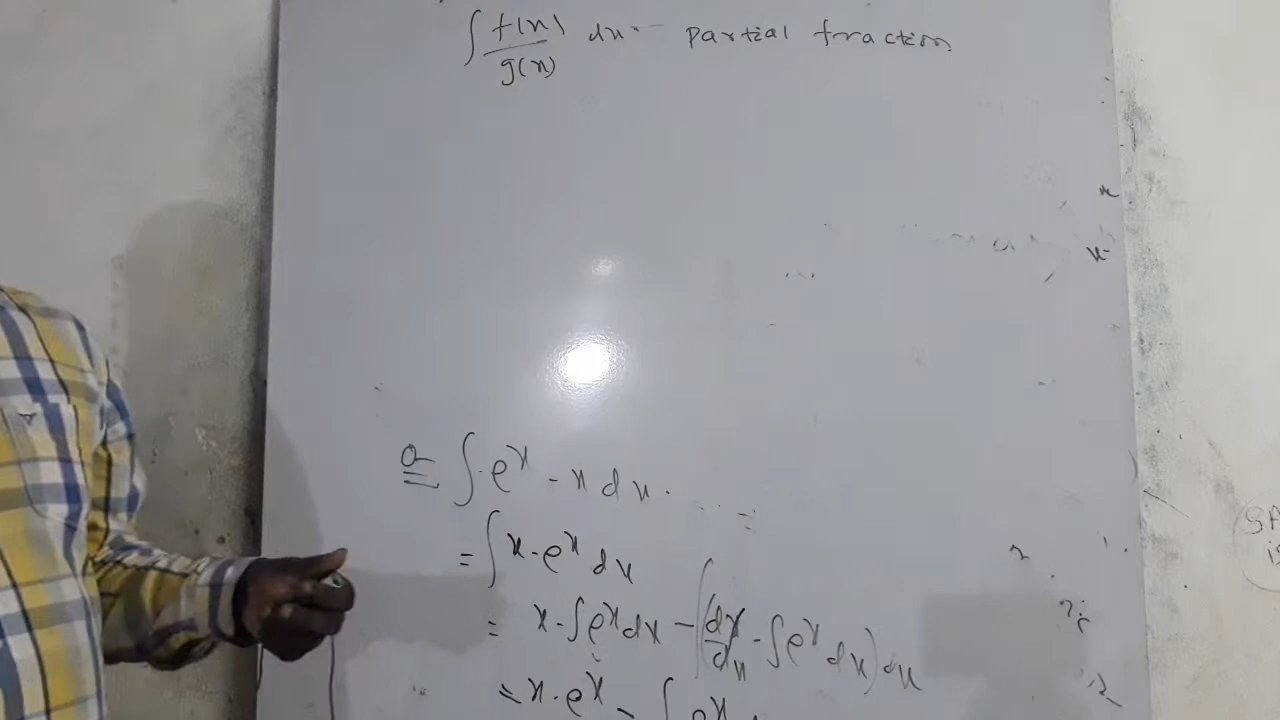 ∫ f(x)/g(x) dx - Partial fraction
Q ∫ e^x - x dx.
= ∫ x - e^x dx
= x - ∫ e^x dx - ∫ (dx/dx - ∫ e^x dx) dx
= x · e^x - ∫ e^x